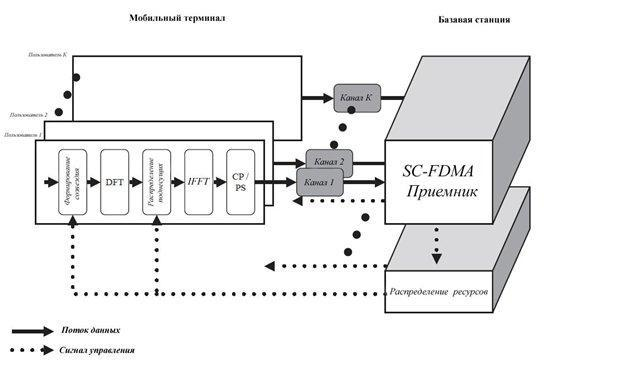 Мобильный терминал
Базавая станция
Пользователь K
Пользователь 2
Пользователь 1
Формирование
созвездия
DFT
Распределение
поднесущих
IFFT
CP /
PS
Канал K
Канал 2
Канал 1
SC-FDMA
Приемник
Распределение ресурсов
Поток данных
Сигнал управления